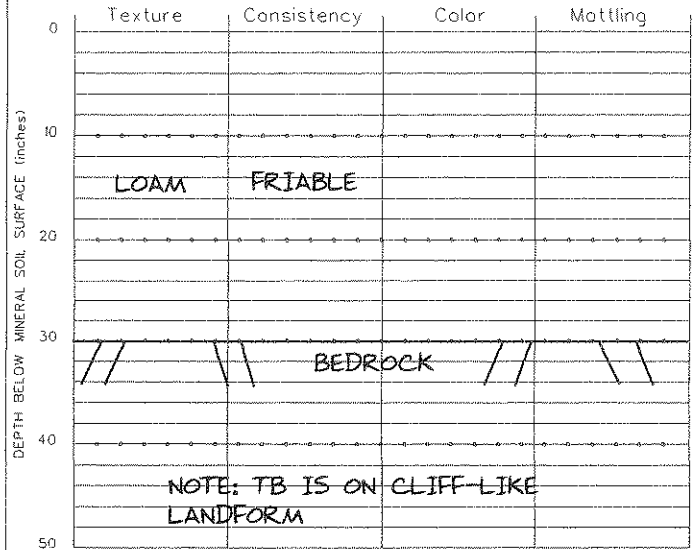 Texture Consistency Color Mottling
DEPTH BELOW MINERAL SOIL SURFACE (inches)
0
10
LOAM FRIABLE
20
30
BEDROCK
40
NOTE: TB IS ON CLIFF-LIKE
LANDFORM
50